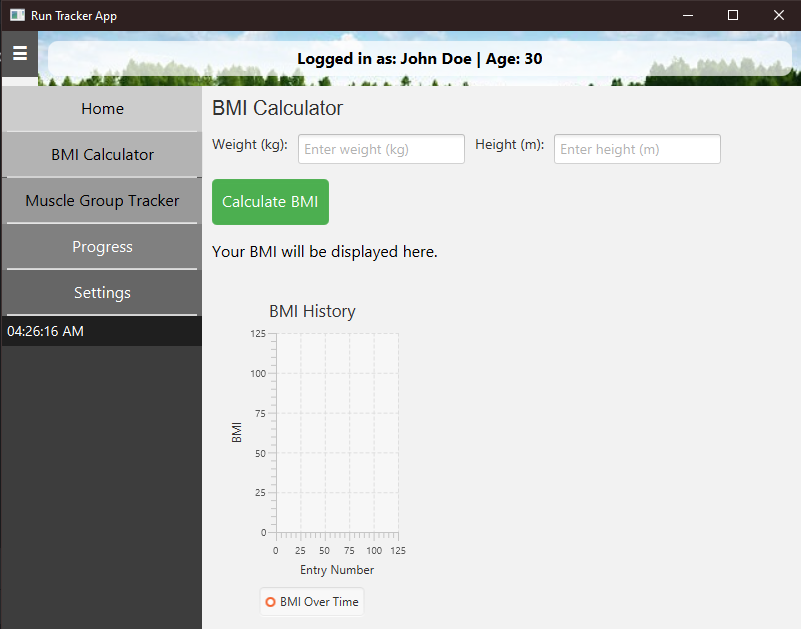 Run Tracker App
Logged in as: John Doe | Age: 30
Home
BMI Calculator
Muscle Group Tracker
Progress
Settings
04:26:16 AM
BMI Calculator
Weight (kg): Enter weight (kg) Height (m): Enter height (m)
Calculate BMI
Your BMI will be displayed here.
BMI History
125
100
75
50
25
0
BMI
0 25 50 75 100 125
Entry Number
BMI Over Time